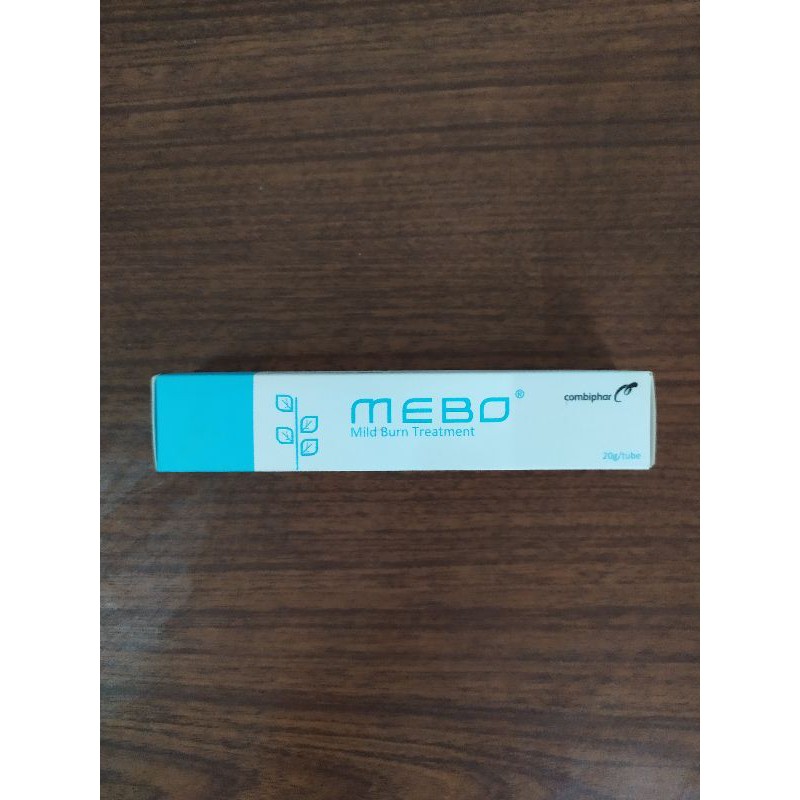 MEBO®
Mild Burn Treatment
combiphar
20g/tube